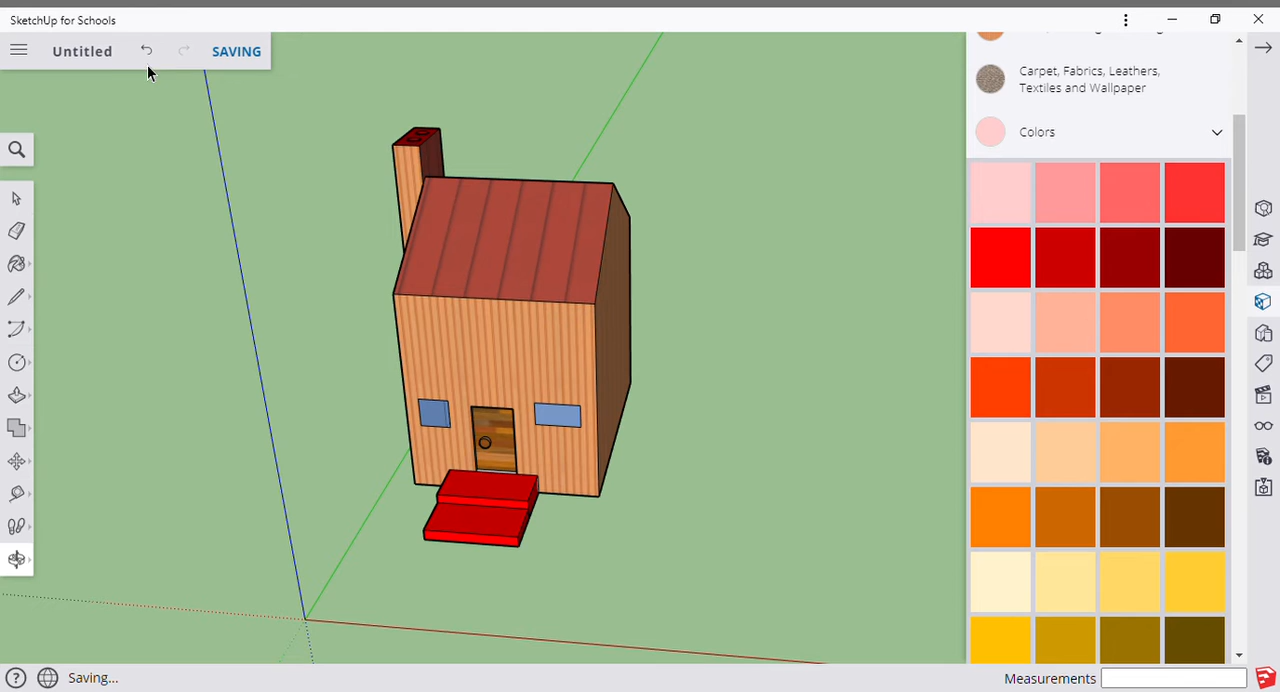 SketchUp for Schools
Untitled
SAVING
Carpet, Fabrics, Leathers,
Textiles and Wallpaper
Colors
?
Saving...
Measurements